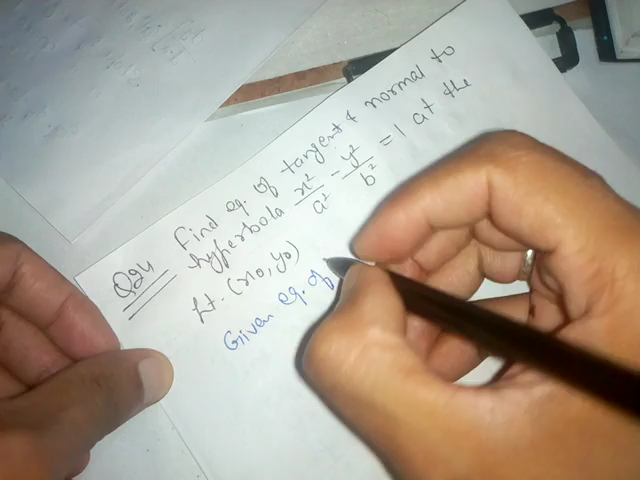 Q24 Find eq. of tangent & normal to
hyperbola x²/a² - y²/b² = 1 at the
pt. (x0, y0)
Given eq. of